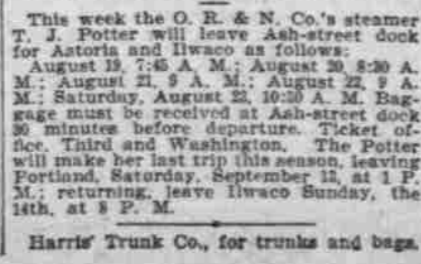 This week the O. R. & N. Co.'s steamer
T. J. Potter will leave Ash-street dock
for Astoria and Ilwaco as follows:
August 19, 7:45 A. M.; August 20, 8:30 A.
M.; August 21, 9 A. M.; August 22, 9 A.
M.; Saturday, August 22, 10:30 A. M. Bag-
gage must be received at Ash-street dock
30 minutes before departure. Ticket of-
fice, Third and Washington. The Potter
will make her last trip this season, leaving
Portland, Saturday, September 12, at 1 P.
M.; returning, leave Ilwaco Sunday, the
14th, at 8 P. M.
Harris' Trunk Co., for trunks and bags.